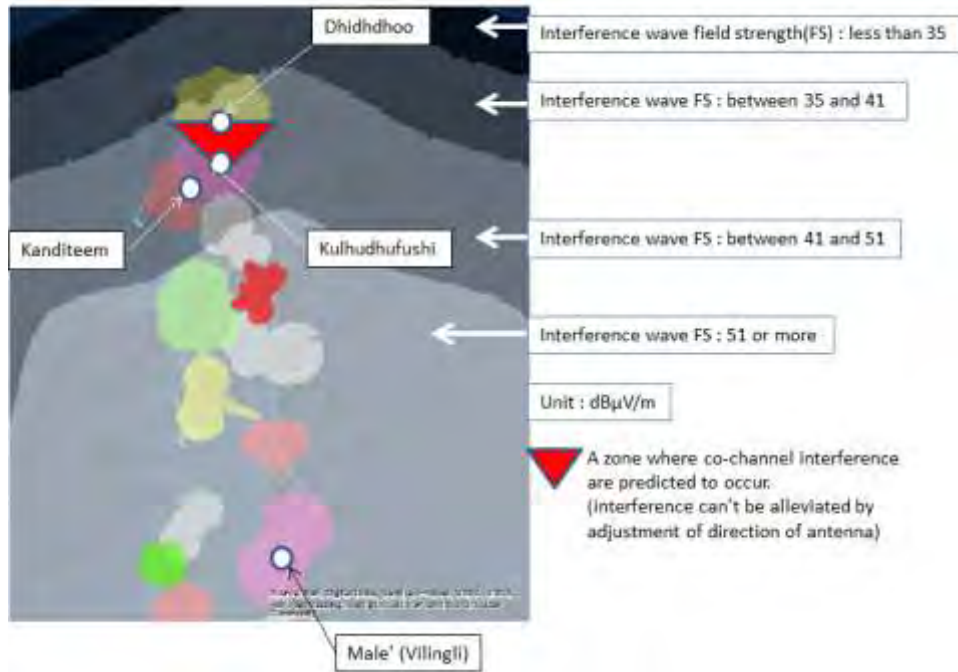 Dhidhdhoo
Interference wave field strength(FS) : less than 35
Interference wave FS : between 35 and 41
Kanditeem
Kulhudhufushi
Interference wave FS : between 41 and 51
Interference wave FS : 51 or more
Unit : dBμV/m
A zone where co-channel interference
are predicted to occur.
(interference can't be alleviated by
adjustment of direction of antenna)
Male' (Vilingli)